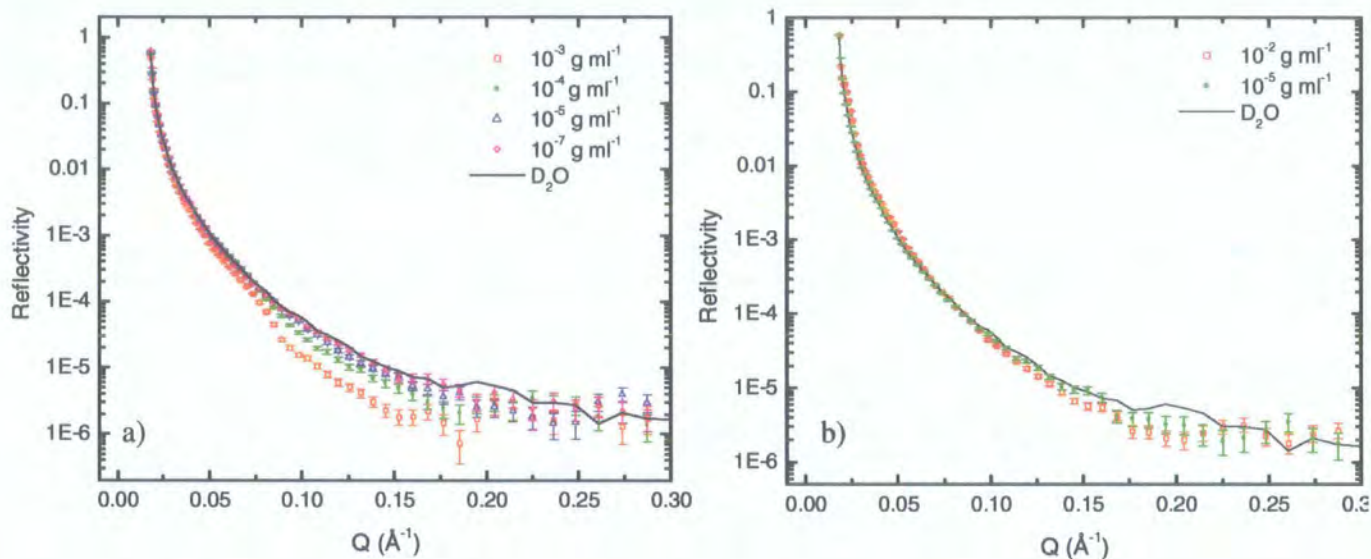 10⁻³ g ml⁻¹
10⁻⁴ g ml⁻¹
10⁻⁵ g ml⁻¹
10⁻⁷ g ml⁻¹
D₂O
1
0.1
0.01
1E-3
1E-4
1E-5
1E-6
Reflectivity
a)
0.00 0.05 0.10 0.15 0.20 0.25 0.30
Q (Å⁻¹)
10⁻² g ml⁻¹
10⁻⁵ g ml⁻¹
D₂O
1
0.1
0.01
1E-3
1E-4
1E-5
1E-6
Reflectivity
b)
0.00 0.05 0.10 0.15 0.20 0.25 0.3
Q (Å⁻¹)